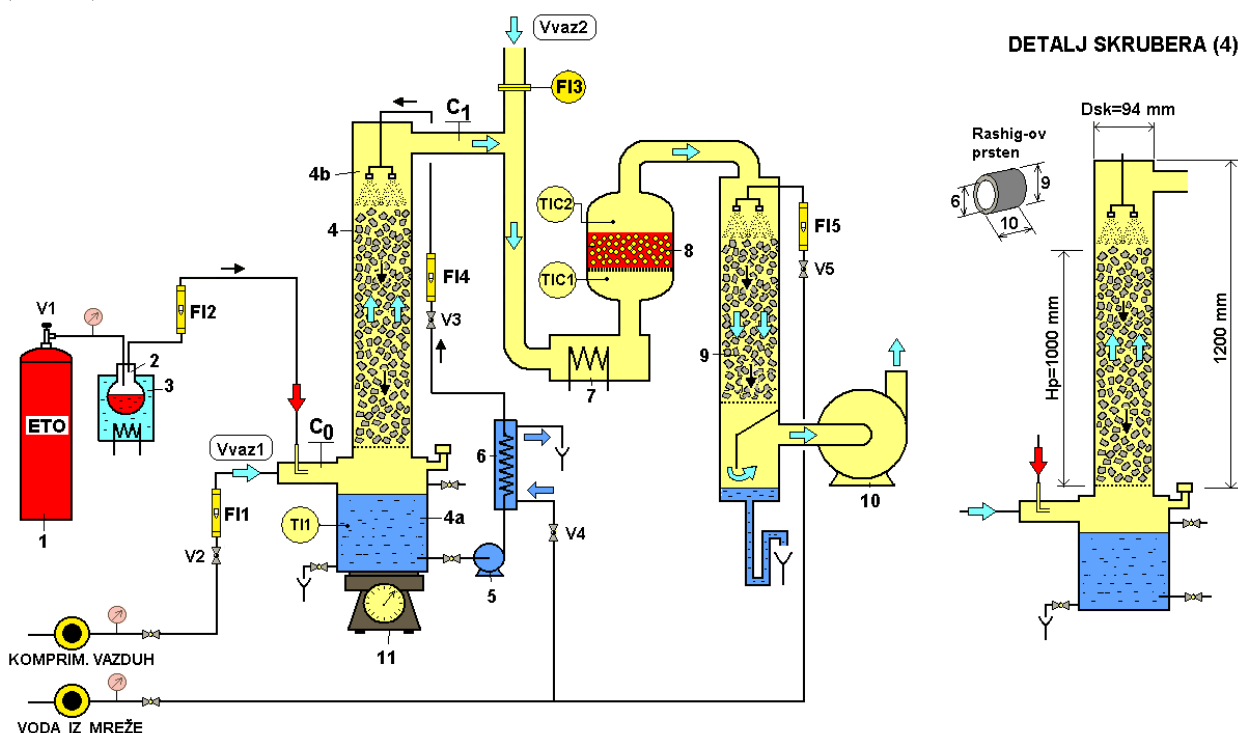 Vvaz2
DETALJ SKRUBERA (4)
FI3
C1
Dsk=94 mm
Rashig-ov
prsten
4b
6
9
10
TIC2
4
8
FI5
FI4
TIC1
V5
V1
FI2
V3
2
3
9
Hp=1000 mm
1200 mm
7
ETO
C0
Vvaz1
6
10
FI1
TI1
4a
1
V2
V4
5
11
KOMPRIM. VAZDUH
VODA IZ MREŽE